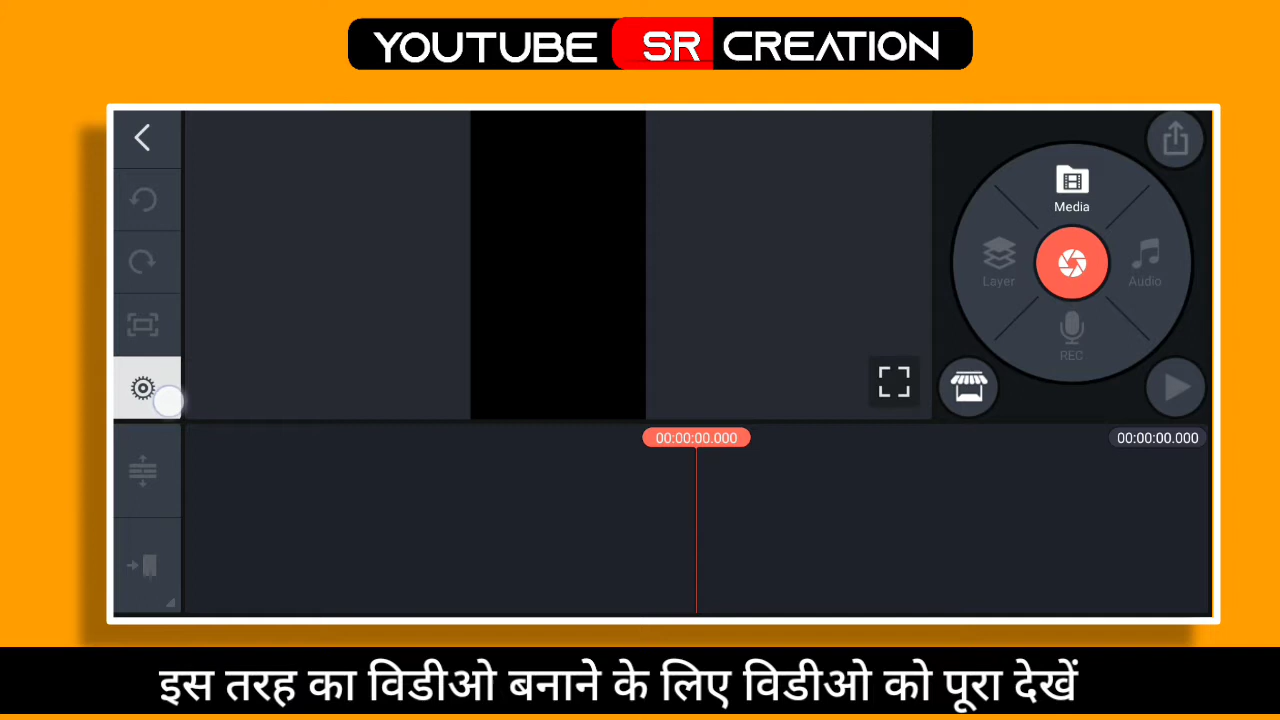 YOUTUBE SR CREATION
Media
Layer
Audio
REC
00:00:00.000
00:00:00.000
इस तरह का विडीओ बनाने के लिए विडीओ को पूरा देखें